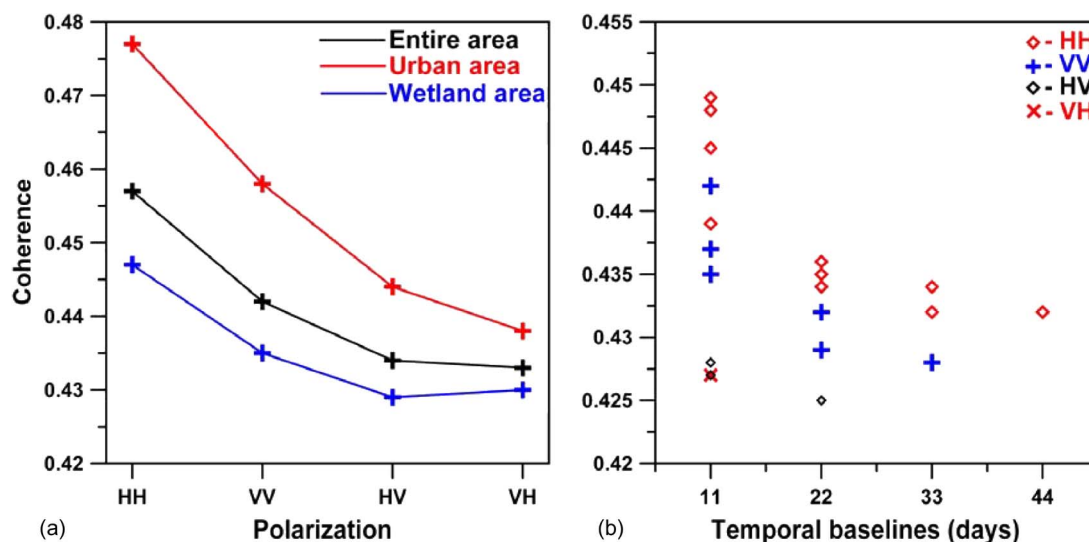 0.48
0.47
0.46
0.45
0.44
0.43
0.42
Coherence
Entire area
Urban area
Wetland area
HH VV HV VH
(a) Polarization
0.455
0.45
0.445
0.44
0.435
0.43
0.425
0.42
- HH
- VV
- HV
- VH
11 22 33 44
(b) Temporal baselines (days)